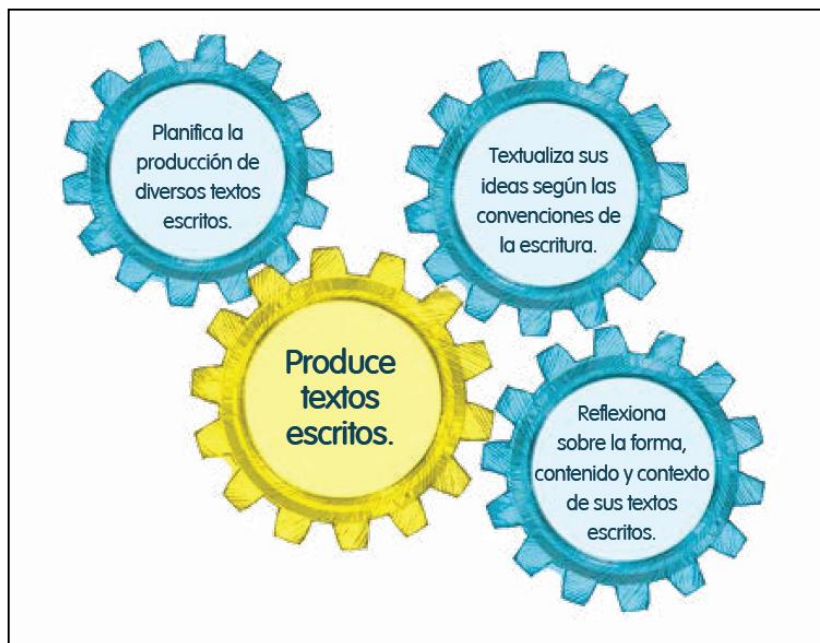 Planifica la
producción de
diversos textos
escritos.
Textualiza sus
ideas según las
convenciones de
la escritura.
Produce
textos
escritos.
Reflexiona
sobre la forma,
contenido y contexto
de sus textos
escritos.